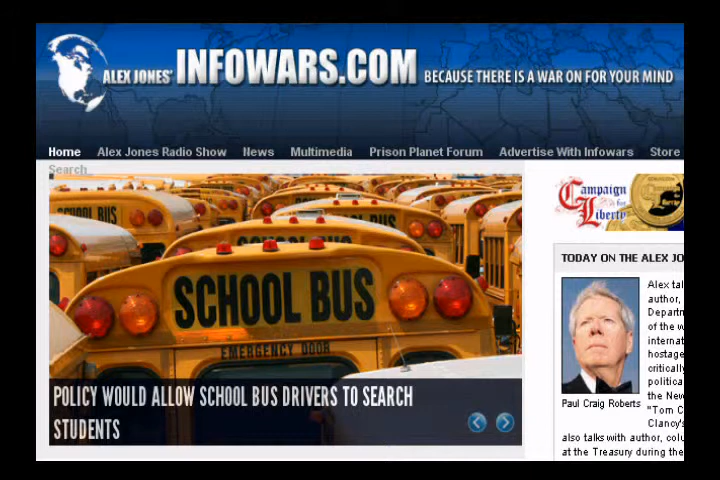 ALEX JONES' INFOWARS.COM BECAUSE THERE IS A WAR ON FOR YOUR MIND
Home Alex Jones Radio Show News Multimedia Prison Planet Forum Advertise With Infowars Store
Search
SCHOOL BUS
SCHOOL BUS
SCHOOL BUS
SCHOOL BUS
EMERGENCY DOOR
POLICY WOULD ALLOW SCHOOL BUS DRIVERS TO SEARCH
STUDENTS
Campaign
for
Liberty
TODAY ON THE ALEX JO
Alex tal
author,
Departm
of the w
internat
hostage
critically
politica
the New
"Tom C
Clancy's
Paul Craig Roberts
also talks with author, colu
at the Treasury during the